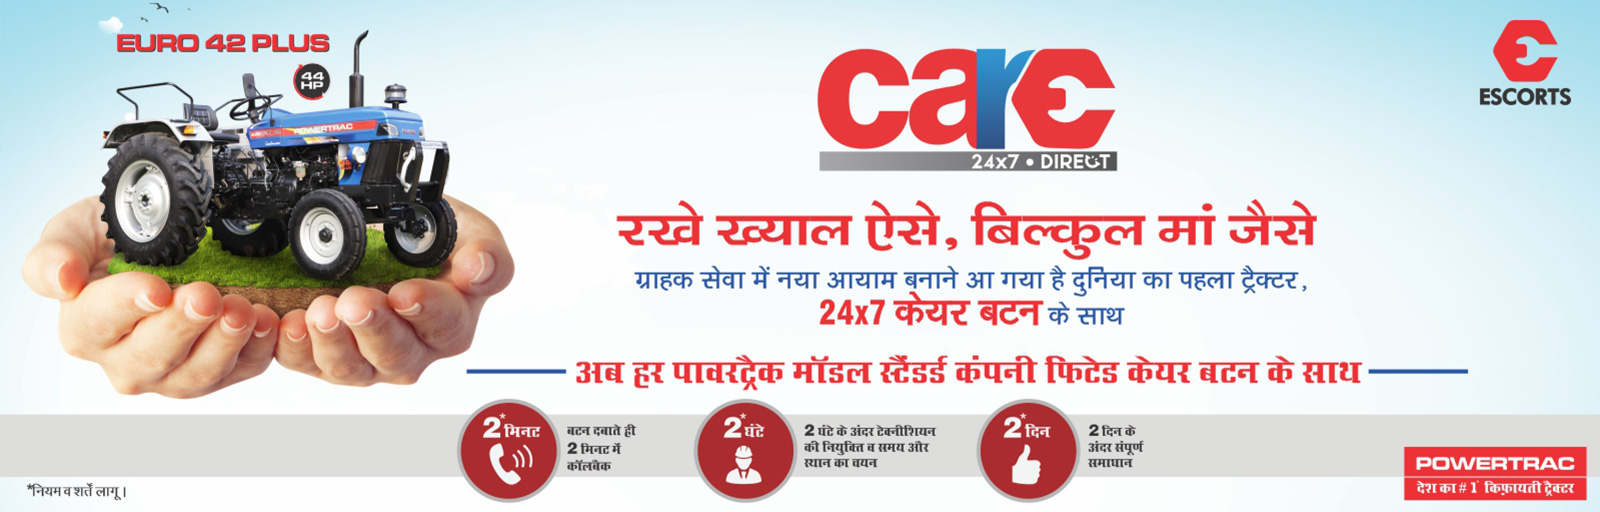 EURO 42 PLUS
44
HP
POWERTRAC
care
24x7 • DIRECT
ESCORTS
रखे ख्याल ऐसे, बिल्कुल मां जैसे
ग्राहक सेवा में नया आयाम बनाने आ गया है दुनिया का पहला ट्रैक्टर,
24x7 केयर बटन के साथ
अब हर पावरट्रैक मॉडल स्टैंडर्ड कंपनी फिटेड केयर बटन के साथ
2* मिनट
बटन दबाते ही
2 मिनट में
कॉलबैक
2* घंटे
2 घंटे के अंदर टेक्नीशियन
की नियुक्ति व समय और
स्थान का चयन
2* दिन
2 दिन के
अंदर संपूर्ण
समाधान
*नियम व शर्तें लागू।
POWERTRAC
देश का #1* किफ़ायती ट्रैक्टर